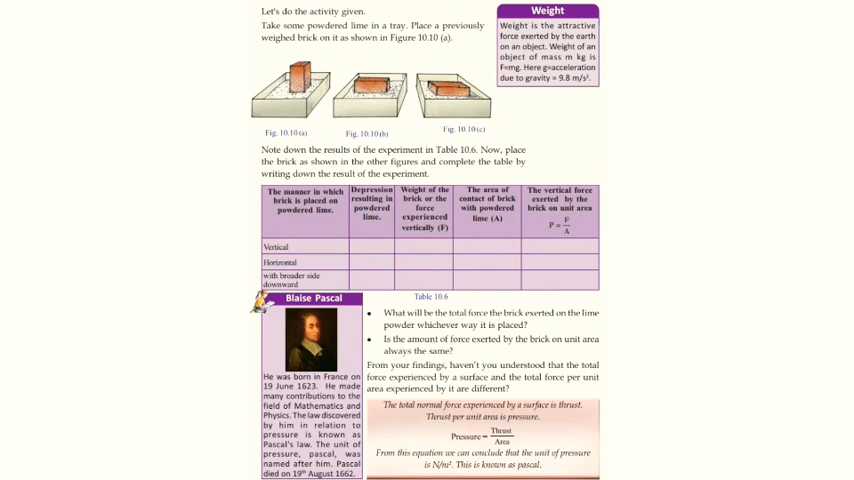 Let's do the activity given.
Take some powdered lime in a tray. Place a previously
weighed brick on it as shown in Figure 10.10 (a).
Weight
Weight is the attractive
force exerted by the earth
on an object. Weight of an
object of mass m kg is
F=mg. Here g=acceleration
due to gravity = 9.8 m/s².
Fig. 10.10 (a)
Fig. 10.10 (b)
Fig. 10.10 (c)
Note down the results of the experiment in Table 10.6. Now, place
the brick as shown in the other figures and complete the table by
writing down the result of the experiment.
The manner in which
brick is placed on
powdered lime.
Depression
resulting in
powdered
lime.
Weight of the
brick or the
force
experienced
vertically (F)
The area of
contact of brick
with powdered
lime (A)
The vertical force
exerted by the
brick on unit area
P = F
A
Vertical
Horizontal
with broader side
downward
Table 10.6
Blaise Pascal
He was born in France on
19 June 1623. He made
many contributions to the
field of Mathematics and
Physics. The law discovered
by him in relation to
pressure is known as
Pascal's law. The unit of
pressure, pascal, was
named after him. Pascal
died on 19th August 1662.
• What will be the total force the brick exerted on the lime
powder whichever way it is placed?
• Is the amount of force exerted by the brick on unit area
always the same?
From your findings, haven't you understood that the total
force experienced by a surface and the total force per unit
area experienced by it are different?
The total normal force experienced by a surface is thrust.
Thrust per unit area is pressure.
Pressure = Thrust
Area
From this equation we can conclude that the unit of pressure
is N/m². This is known as pascal.